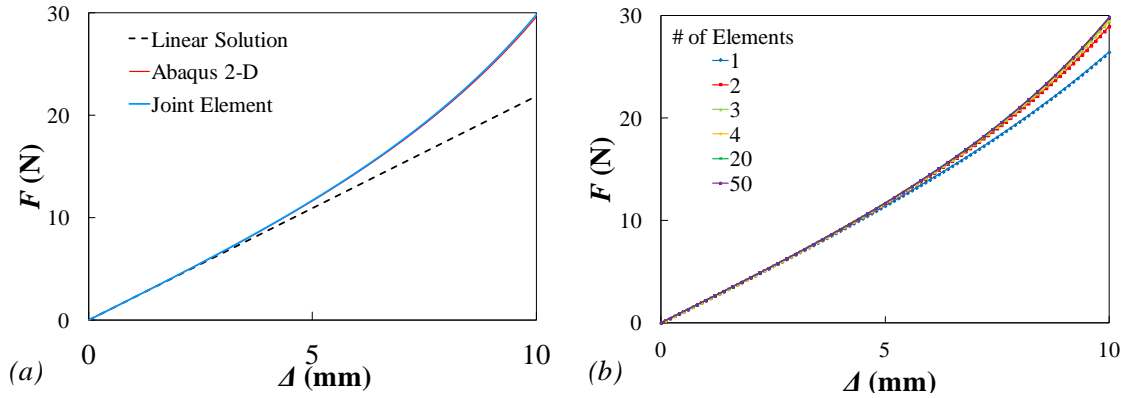 30
20
10
0
F (N)
Linear Solution
Abaqus 2-D
Joint Element
0
5
10
Δ (mm)
(a)
30
20
10
0
F (N)
# of Elements
1
2
3
4
20
50
0
5
10
Δ (mm)
(b)